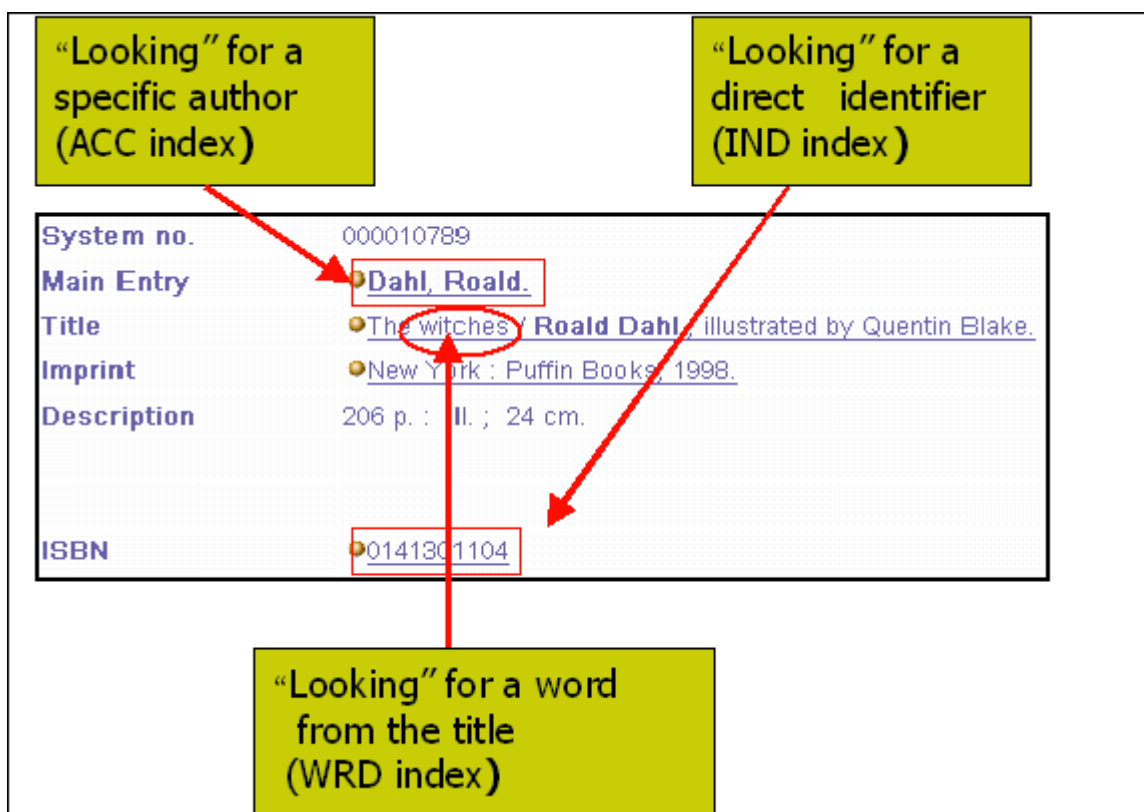 “Looking” for a
specific author
(ACC index)
“Looking” for a
direct identifier
(IND index)
System no. 000010789
Main Entry Dahl, Roald.
Title The witches / Roald Dahl ; illustrated by Quentin Blake.
Imprint New York : Puffin Books, 1998.
Description 206 p. : Ill. ; 24 cm.
ISBN 0141301104
“Looking” for a word
from the title
(WRD index)